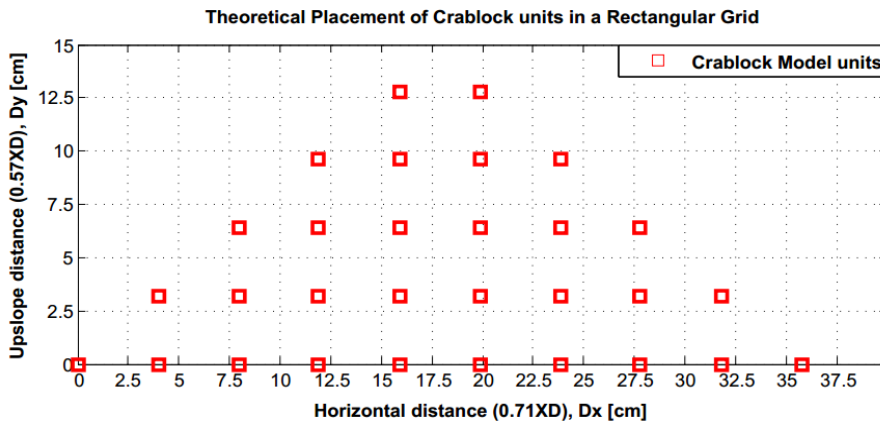 Theoretical Placement of Crablock units in a Rectangular Grid
15
12.5
10
7.5
5
2.5
0
Upslope distance (0.57XD), Dy [cm]
Crablock Model units
0 2.5 5 7.5 10 12.5 15 17.5 20 22.5 25 27.5 30 32.5 35 37.5
Horizontal distance (0.71XD), Dx [cm]